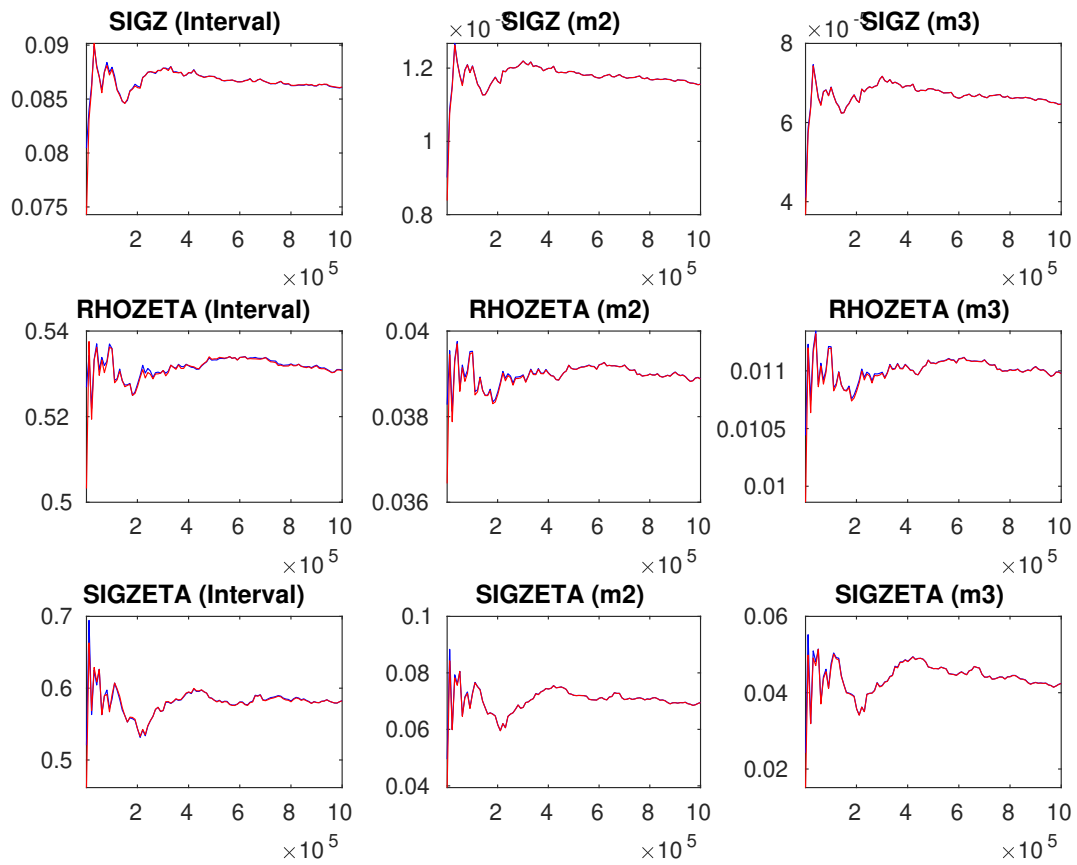 SIGZ (Interval)
0.09
0.085
0.08
0.075
2 4 6 8 10
×10 5
SIGZ (m2)
1.2
1
0.8
2 4 6 8 10
×10 5
SIGZ (m3)
8
6
4
2 4 6 8 10
×10 5
RHOZETA (Interval)
0.54
0.52
0.5
2 4 6 8 10
×10 5
RHOZETA (m2)
0.04
0.038
0.036
2 4 6 8 10
×10 5
RHOZETA (m3)
0.011
0.0105
0.01
2 4 6 8 10
×10 5
SIGZETA (Interval)
0.7
0.6
0.5
2 4 6 8 10
×10 5
SIGZETA (m2)
0.1
0.08
0.06
0.04
2 4 6 8 10
×10 5
SIGZETA (m3)
0.06
0.04
0.02
2 4 6 8 10
×10 5